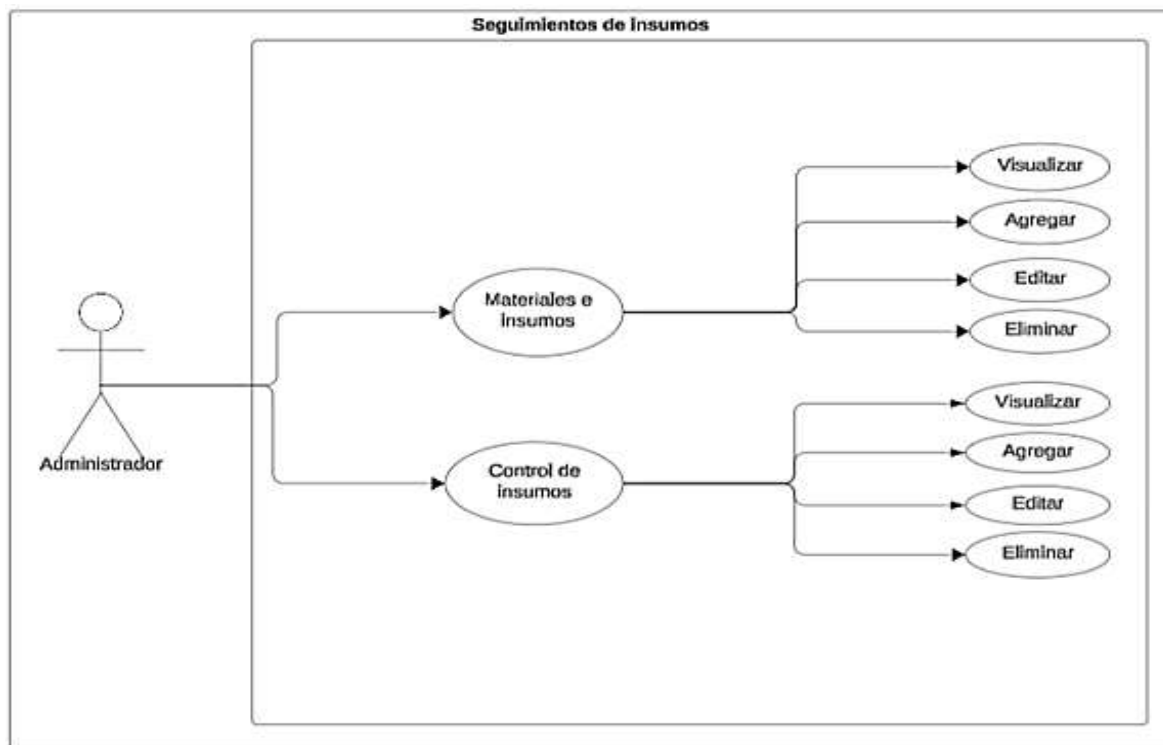 Seguimientos de insumos
Visualizar
Agregar
Editar
Eliminar
Materiales e
insumos
Administrador
Control de
insumos
Visualizar
Agregar
Editar
Eliminar